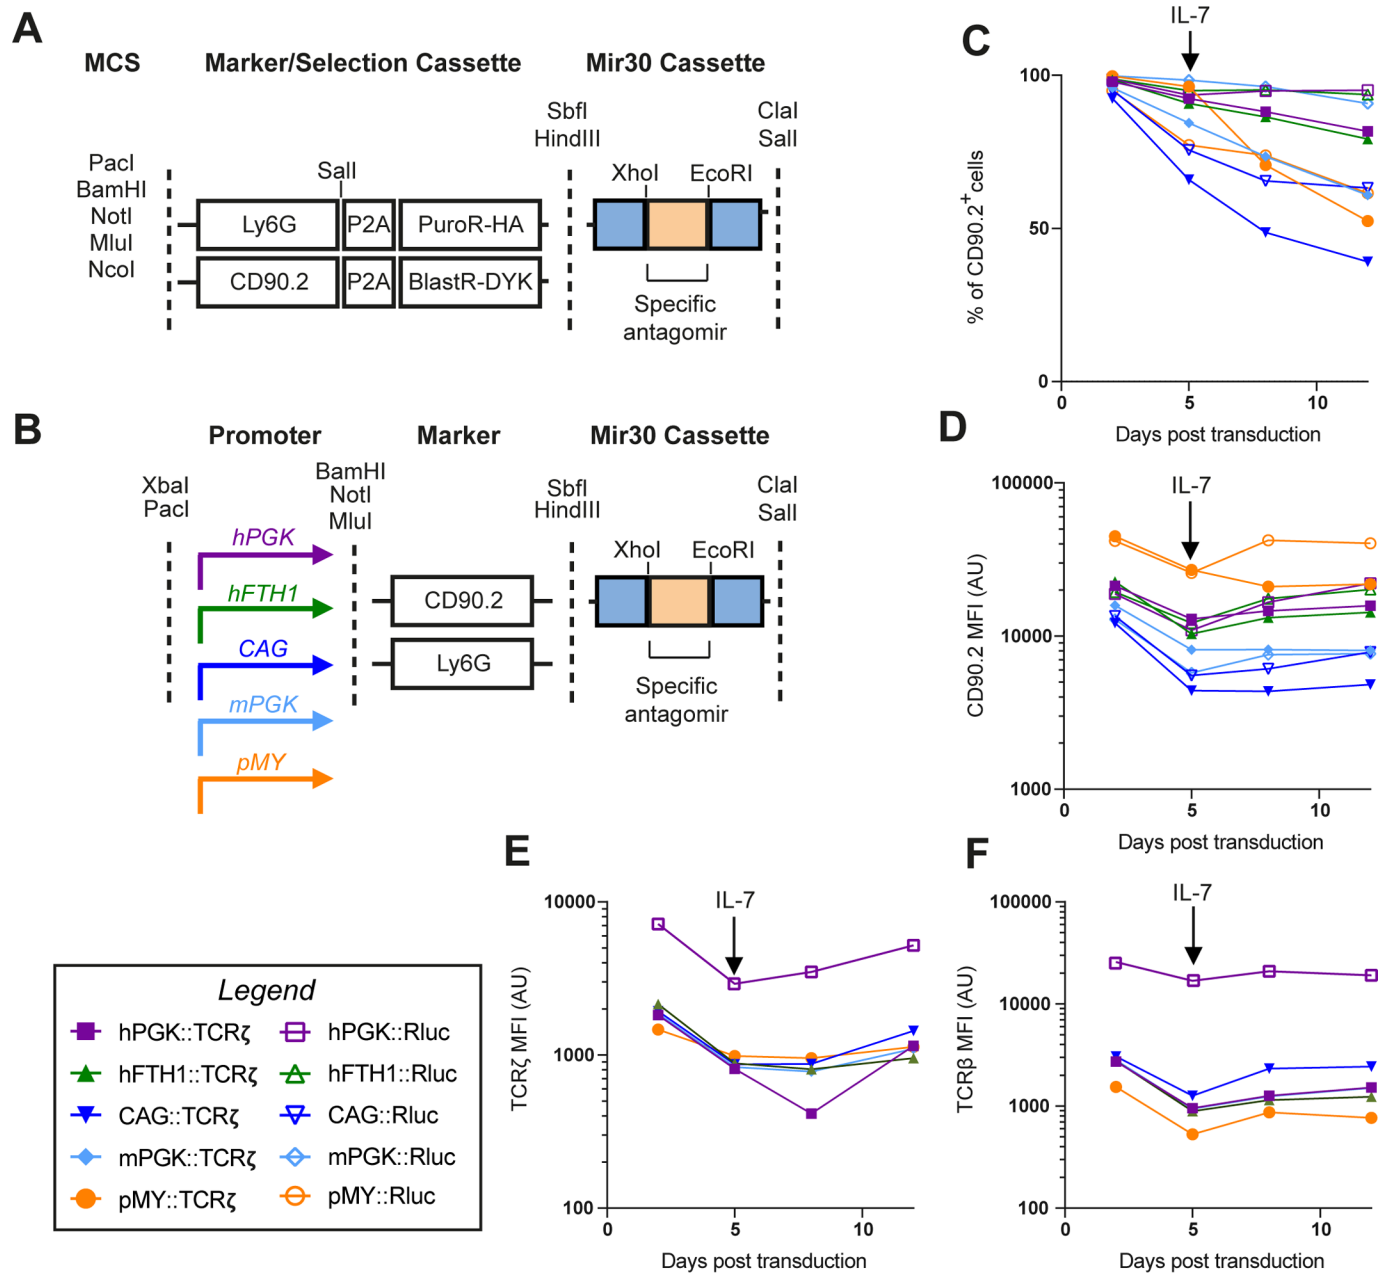 A
MCS Marker/Selection Cassette Mir30 Cassette
SbfI
HindIII
ClaI
SalI
PacI
BamHI
NotI
MluI
NcoI
SalI
XhoI EcoRI
Ly6G P2A PuroR-HA
CD90.2 P2A BlastR-DYK
Specific
antagomir
B
Promoter Marker Mir30 Cassette
XbaI
PacI
BamHI
NotI
MluI
SbfI
HindIII
ClaI
SalI
hPGK
hFTH1
CAG
mPGK
pMY
XhoI EcoRI
CD90.2
Ly6G
Specific
antagomir
C
IL-7
% of CD90.2+cells
100
50
0
0 5 10
Days post transduction
D
IL-7
CD90.2 MFI (AU)
100000
10000
1000
0 5 10
Days post transduction
E
IL-7
TCRζ MFI (AU)
10000
1000
100
0 5 10
Days post transduction
F
IL-7
TCRβ MFI (AU)
100000
10000
1000
100
0 5 10
Days post transduction
Legend
hPGK::TCRζ hPGK::Rluc
hFTH1::TCRζ hFTH1::Rluc
CAG::TCRζ CAG::Rluc
mPGK::TCRζ mPGK::Rluc
pMY::TCRζ pMY::Rluc